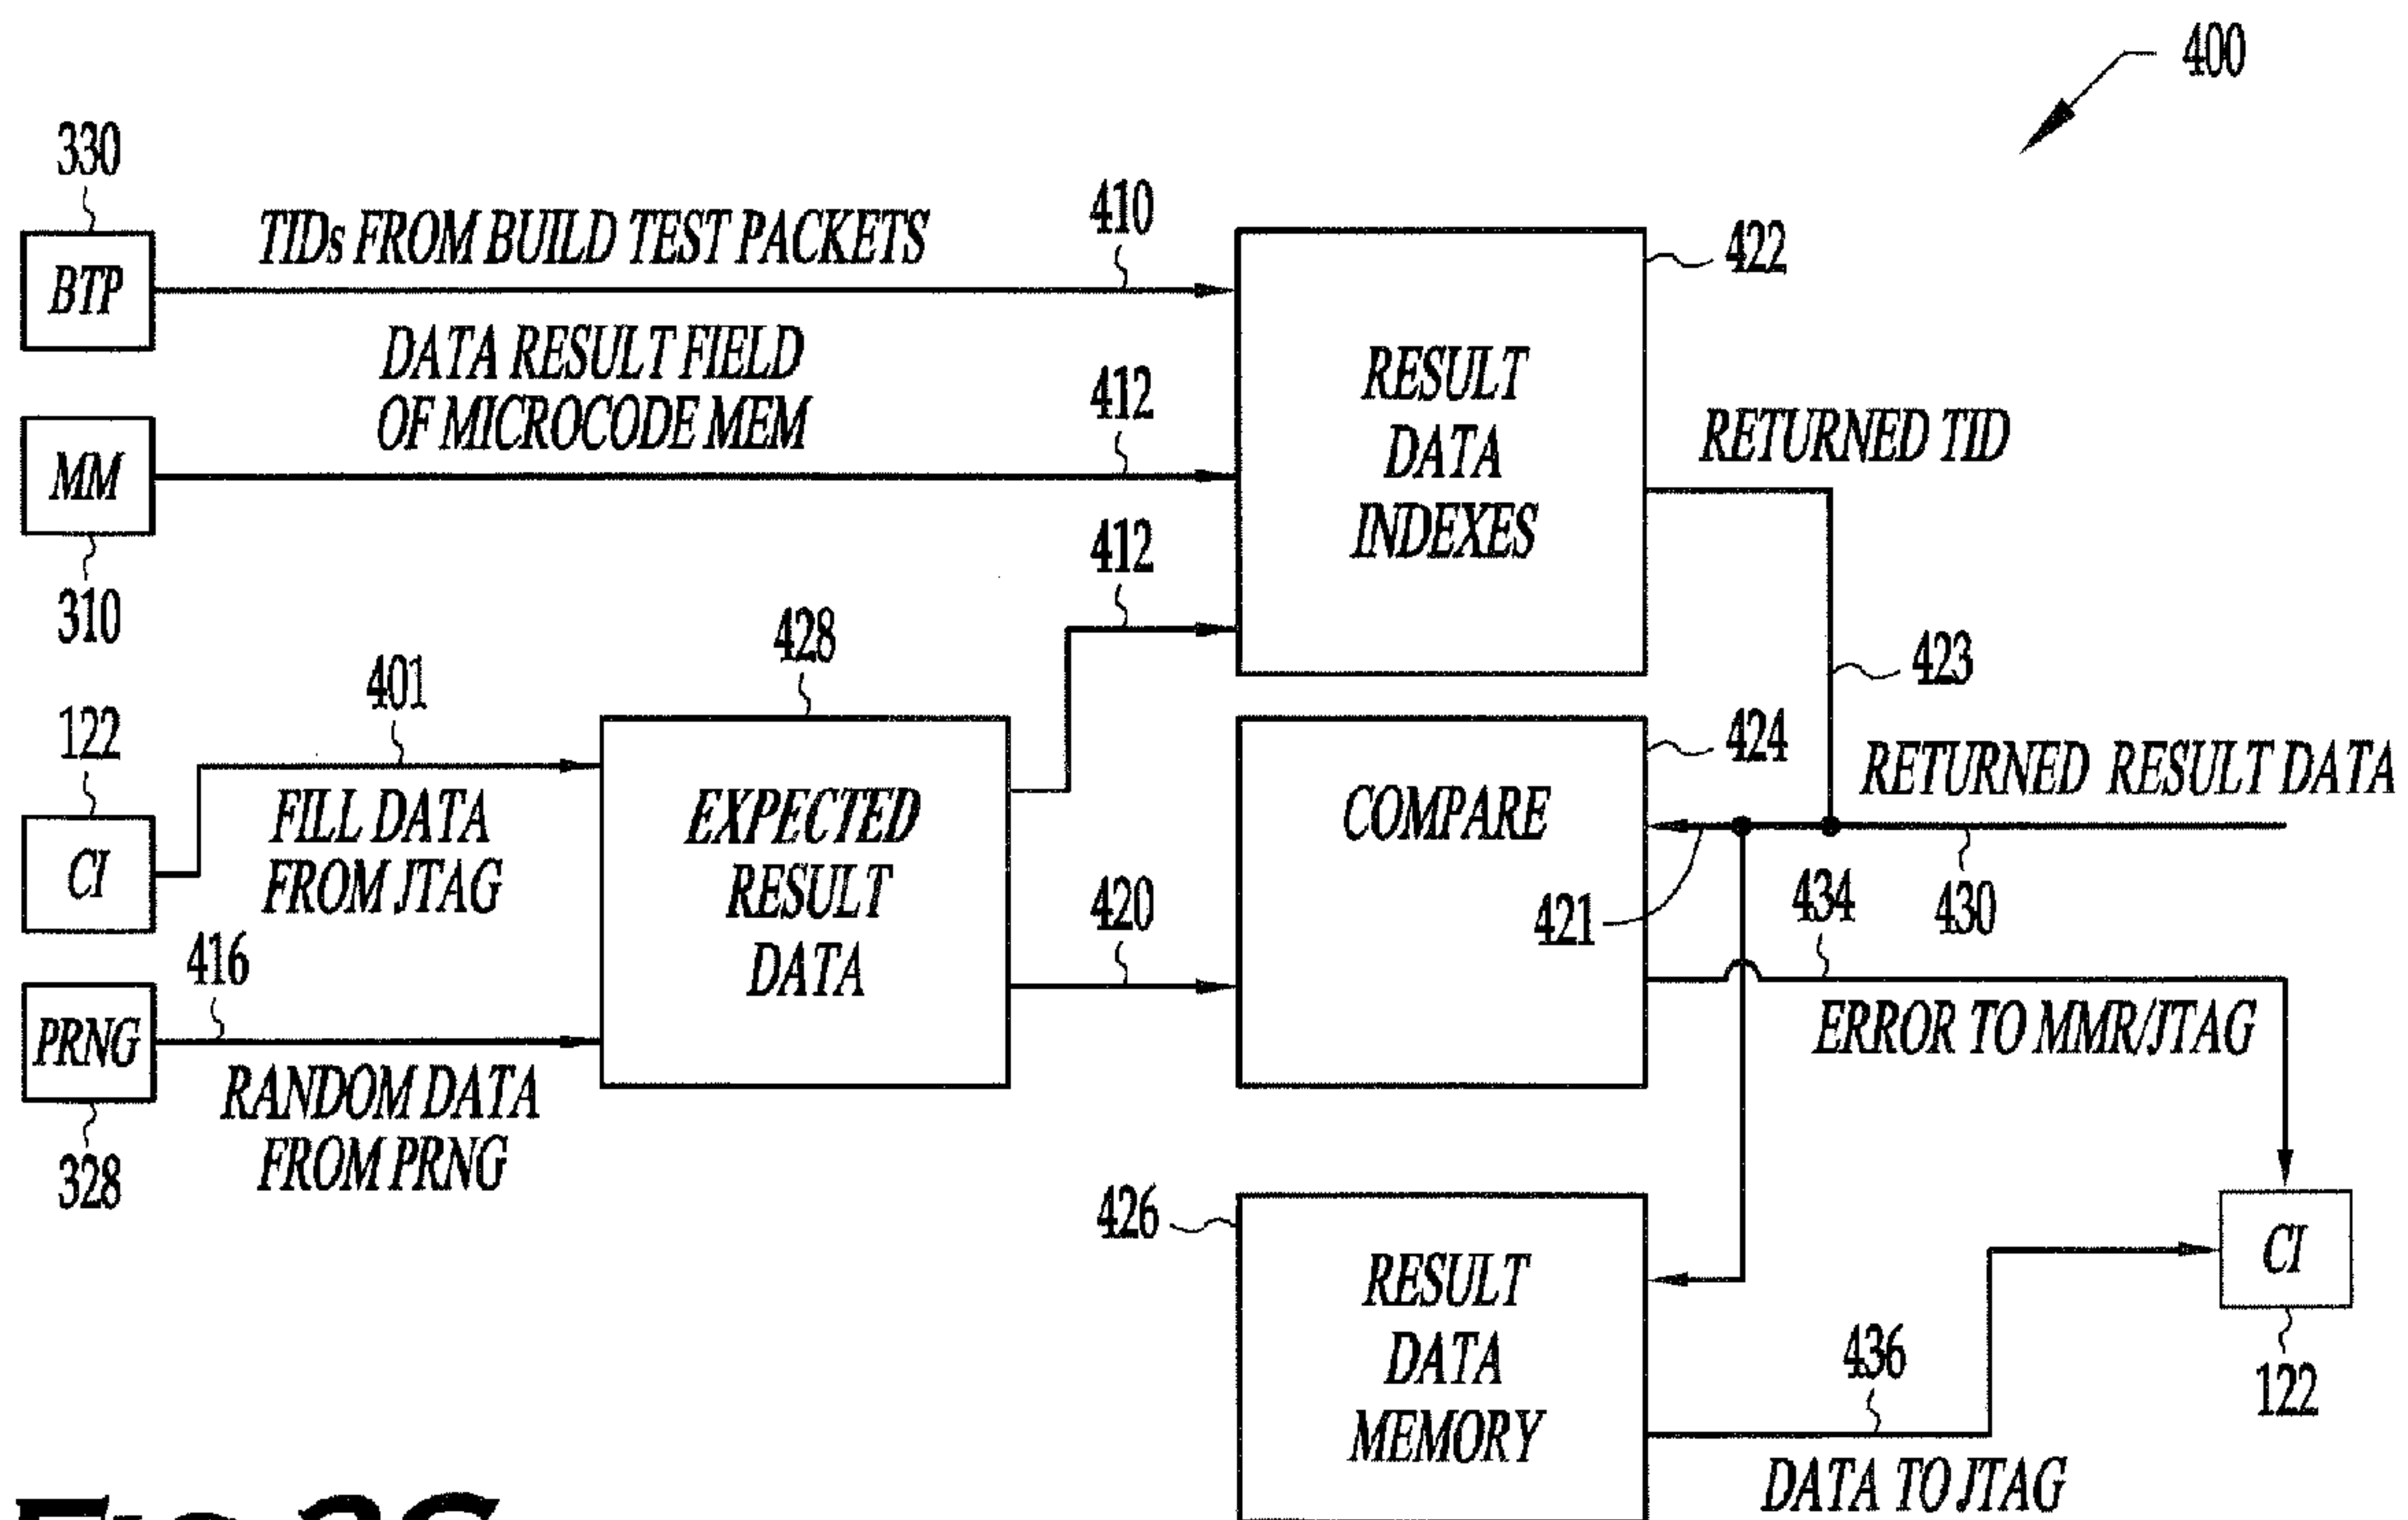 400
330
BTP
TIDs FROM BUILD TEST PACKETS
410
422
DATA RESULT FIELD
OF MICROCODE MEM
412
MM
310
RESULT
DATA
INDEXES
RETURNED TID
412
423
428
401
122
CI
FILL DATA
FROM JTAG
EXPECTED
RESULT
DATA
424
COMPARE
RETURNED RESULT DATA
421
430
420
434
416
PRNG
328
RANDOM DATA
FROM PRNG
ERROR TO MMR/JTAG
426
RESULT
DATA
MEMORY
CI
122
436
DATA TO JTAG